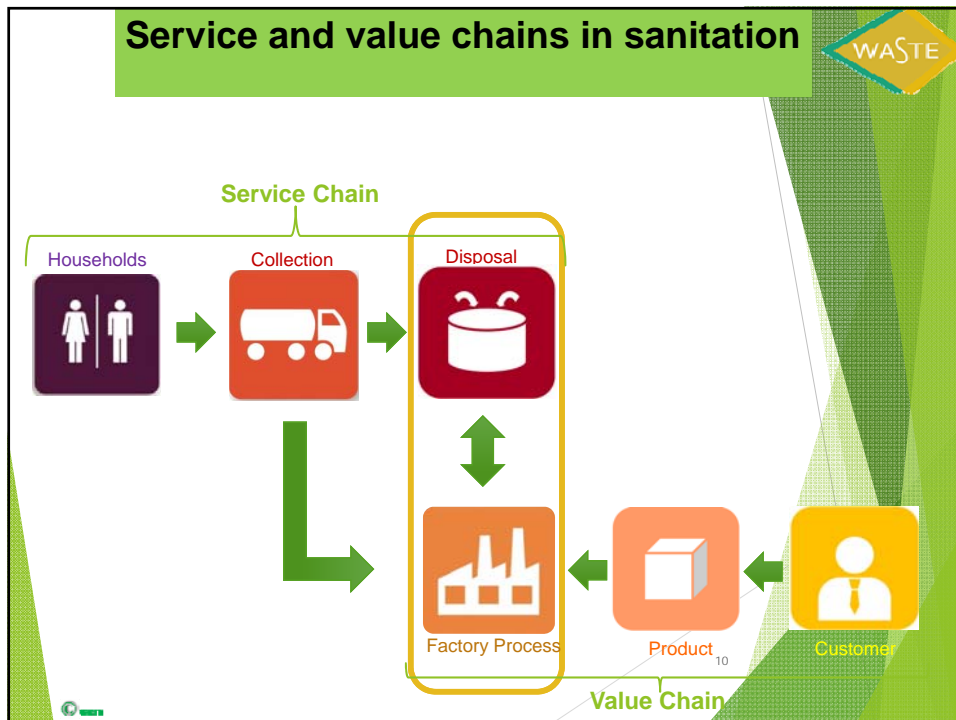 Service and value chains in sanitation
WASTE
Service Chain
Households
Collection
Disposal
Factory Process
Product
10
Customer
Value Chain